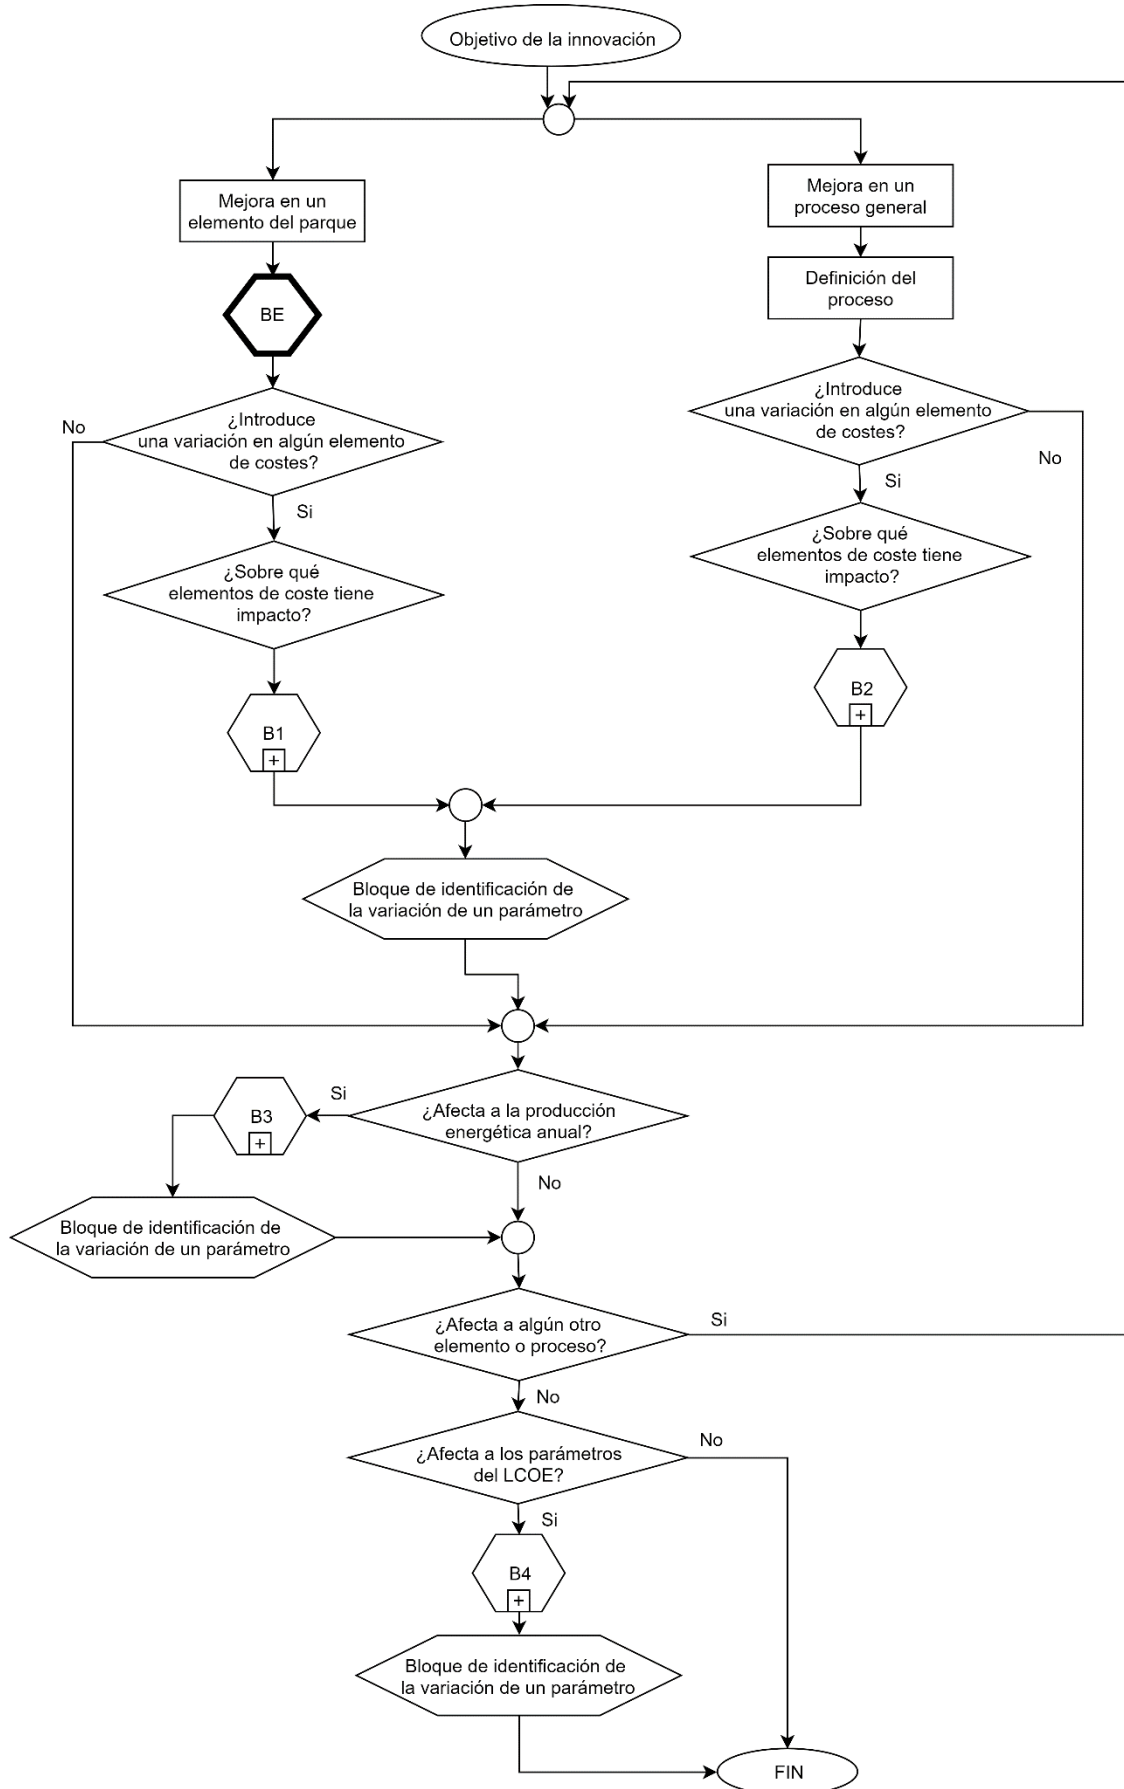 Objetivo de la innovación
Mejora en un
elemento del parque
Mejora en un
proceso general
BE
Definición del
proceso
¿Introduce
una variación en algún elemento
de costes?
No
Si
¿Introduce
una variación en algún elemento
de costes?
No
Si
¿Sobre qué
elementos de coste tiene
impacto?
¿Sobre qué
elementos de coste tiene
impacto?
B1
+
B2
+
Bloque de identificación de
la variación de un parámetro
¿Afecta a la producción
energética anual?
Si
B3
+
No
Bloque de identificación de
la variación de un parámetro
¿Afecta a algún otro
elemento o proceso?
Si
No
¿Afecta a los parámetros
del LCOE?
No
Si
B4
+
Bloque de identificación de
la variación de un parámetro
FIN